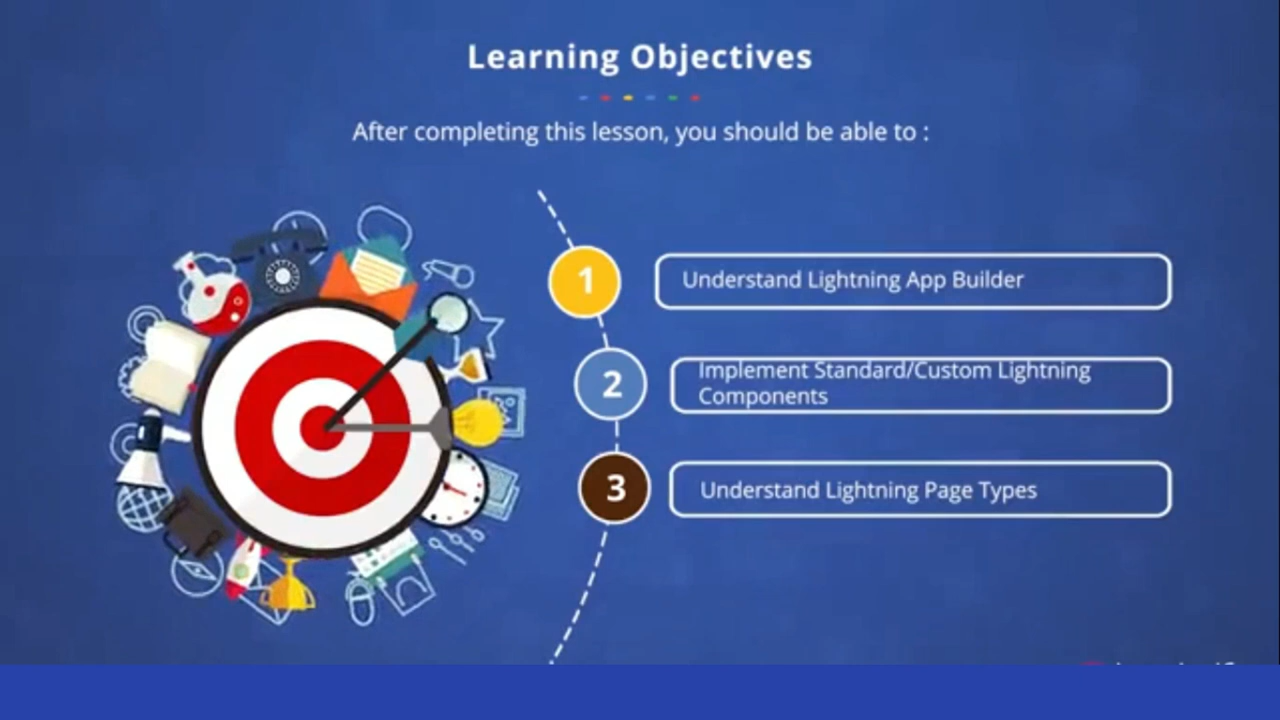 Learning Objectives
After completing this lesson, you should be able to :
1
Understand Lightning App Builder
2
Implement Standard/Custom Lightning
Components
3
Understand Lightning Page Types